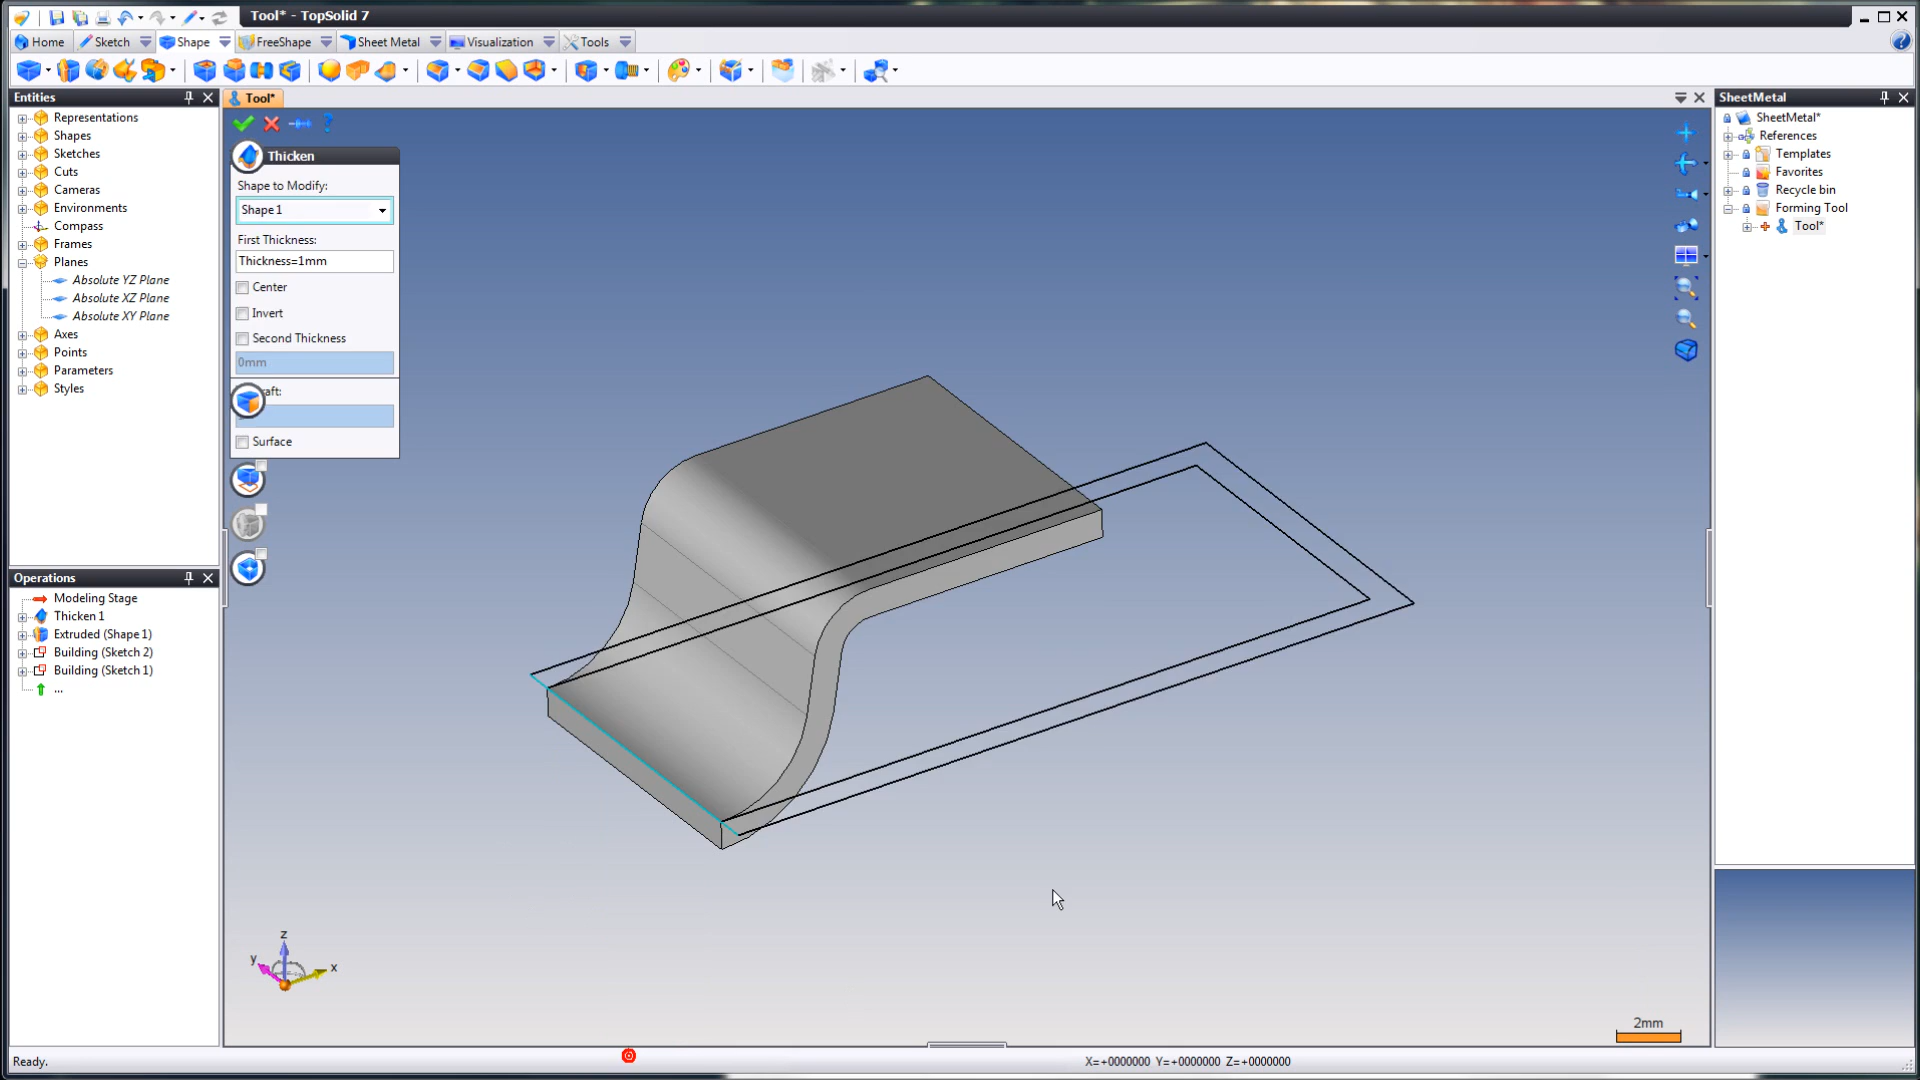 Tool* - TopSolid 7
Home
Sketch
Shape
FreeShape
Sheet Metal
Visualization
Tools
Entities
Representations
Shapes
Sketches
Cuts
Cameras
Environments
Compass
Frames
Planes
Absolute YZ Plane
Absolute XZ Plane
Absolute XY Plane
Axes
Points
Parameters
Styles
Operations
Modeling Stage
Thicken 1
Extruded (Shape 1)
Building (Sketch 2)
Building (Sketch 1)
...
Tool*
Thicken
Shape to Modify:
Shape 1
First Thickness:
Thickness=1mm
Center
Invert
Second Thickness
0mm
aft:
Surface
z
y
x
2mm
SheetMetal
SheetMetal*
References
Templates
Favorites
Recycle bin
Forming Tool
Tool*
Ready.
X=+0000000 Y=+0000000 Z=+0000000